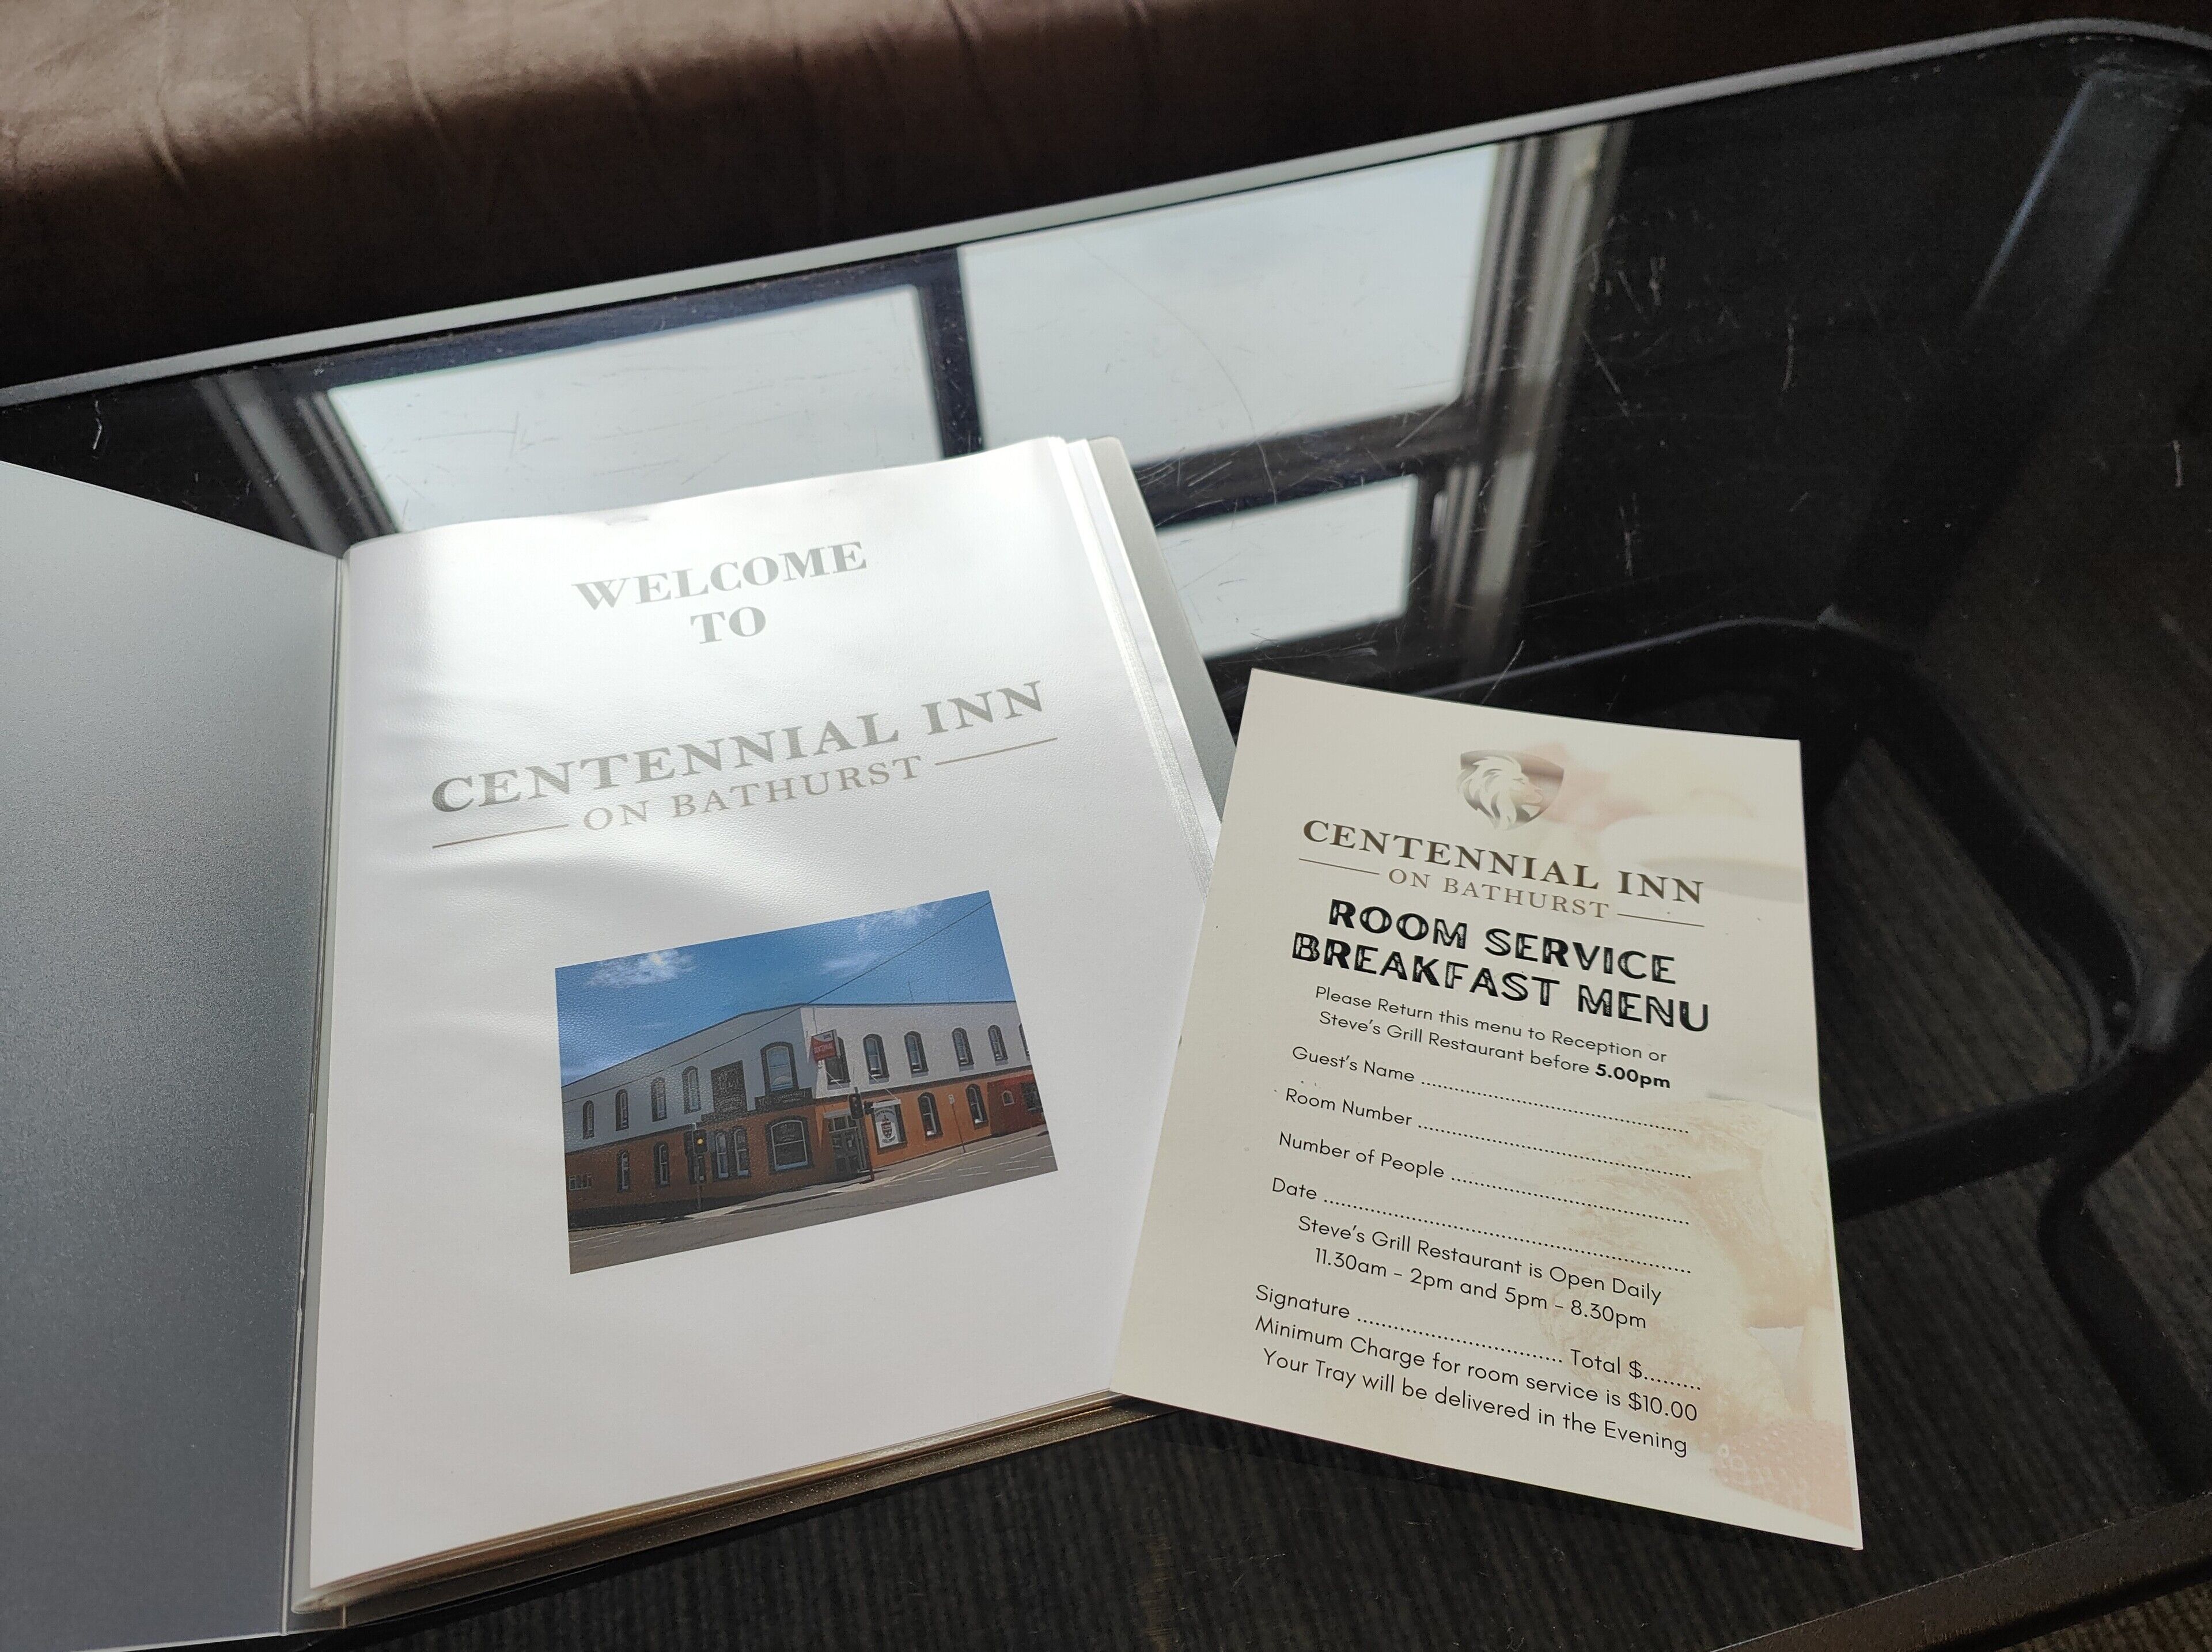 WELCOME
TO
CENTENNIAL INN
ON BATHURST
CENTENNIAL INN
ON BATHURST
ROOM SERVICE
BREAKFAST MENU
Please Return this menu to Reception or
Steve's Grill Restaurant before 5.00pm
Guest's Name ........................................
Room Number ........................................
Number of People ...................................
Date ......................................................
Steve's Grill Restaurant is Open Daily
11.30am - 2pm and 5pm - 8.30pm
Signature ................................ Total $.........
Minimum Charge for room service is $10.00
Your Tray will be delivered in the Evening